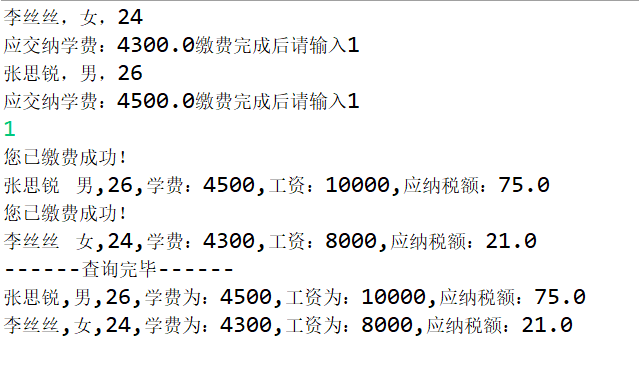 李丝丝，女，24
应交纳学费：4300.0缴费完成后请输入1
张思锐，男，26
应交纳学费：4500.0缴费完成后请输入1
1
您已缴费成功！
张思锐 男,26,学费：4500,工资：10000,应纳税额：75.0
您已缴费成功！
李丝丝 女,24,学费：4300,工资：8000,应纳税额：21.0
------查询完毕------
张思锐,男,26,学费为：4500,工资为：10000,应纳税额：75.0
李丝丝,女,24,学费为：4300,工资为：8000,应纳税额：21.0